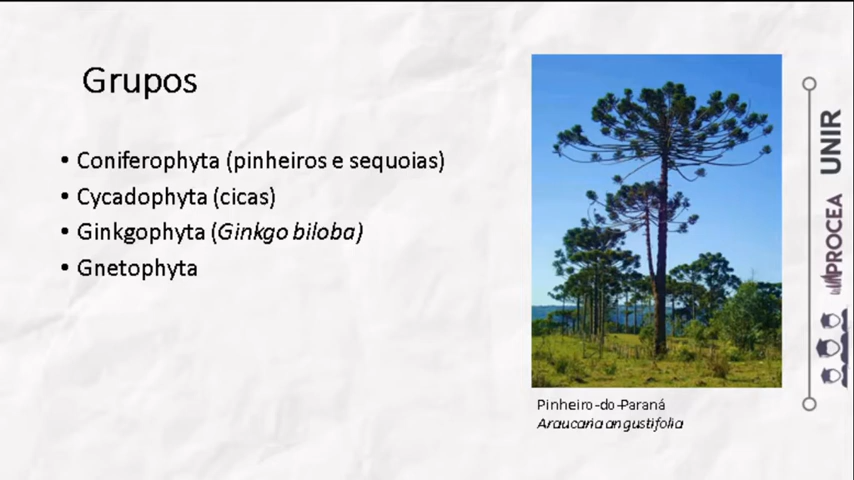 Grupos
• Coniferophyta (pinheiros e sequoias)
• Cycadophyta (cicas)
• Ginkgophyta (Ginkgo biloba)
• Gnetophyta
Pinheiro-do-Paraná
Araucaria angustifolia
PROCEA UNIR